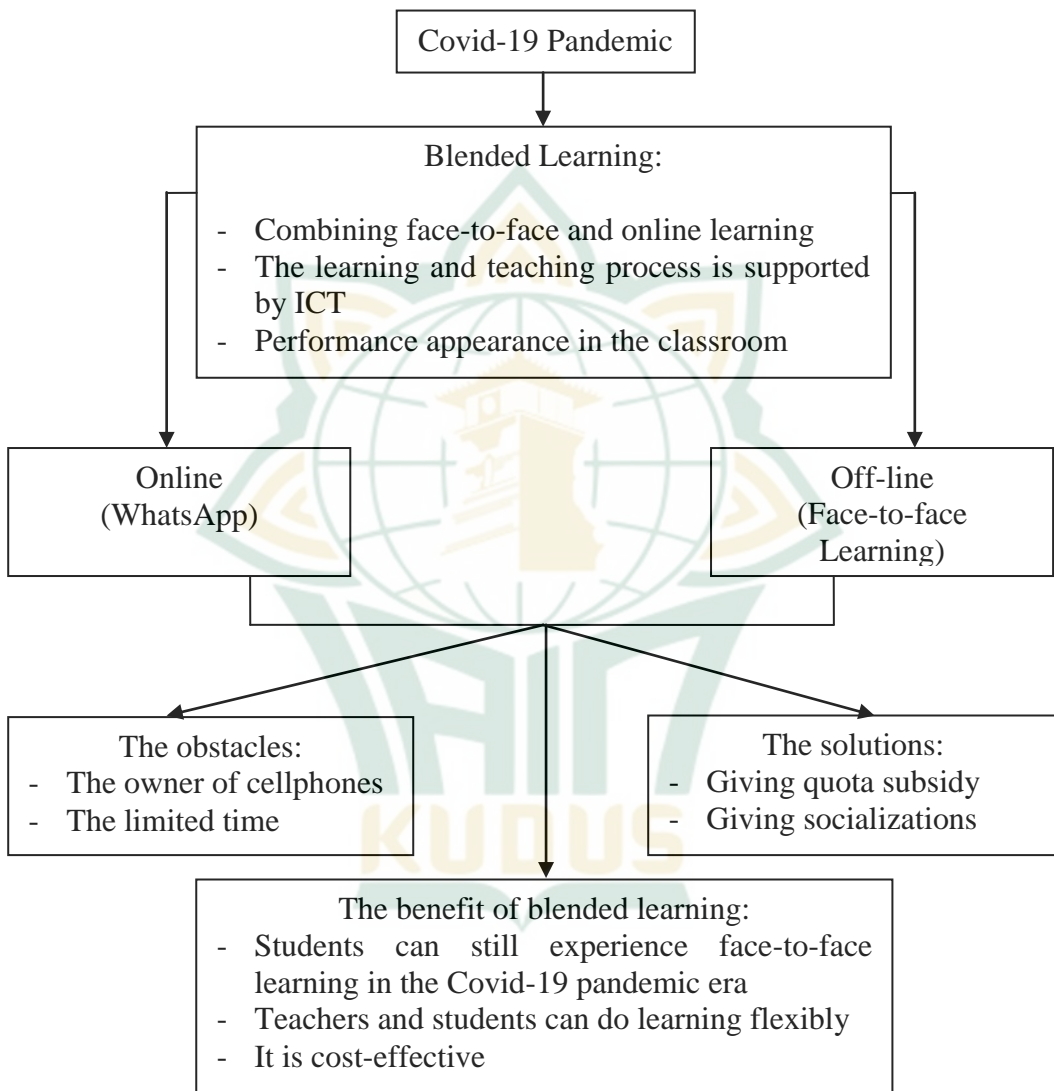 Covid-19 Pandemic
Blended Learning:
- Combining face-to-face and online learning
- The learning and teaching process is supported
by ICT
- Performance appearance in the classroom
Online
(WhatsApp)
Off-line
(Face-to-face
Learning)
The obstacles:
- The owner of cellphones
- The limited time
The solutions:
- Giving quota subsidy
- Giving socializations
KUDUS
The benefit of blended learning:
- Students can still experience face-to-face
learning in the Covid-19 pandemic era
- Teachers and students can do learning flexibly
- It is cost-effective